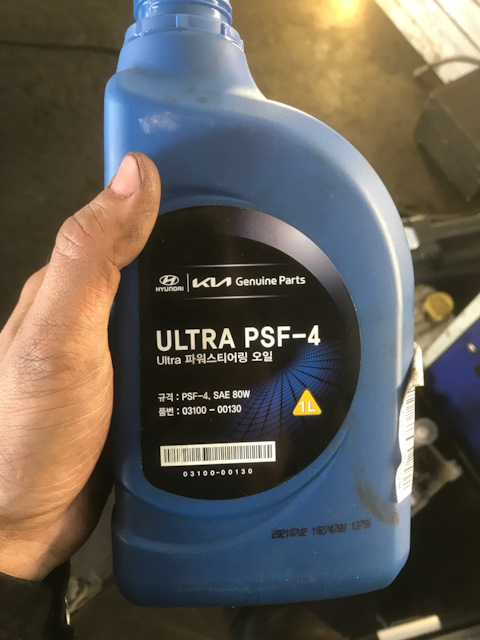 HYUNDAI KIA Genuine Parts
ULTRA PSF-4
Ultra 파워스티어링 오일
규격 : PSF-4, SAE 80W
품번 : 03100 - 00130
1L
03100-00130